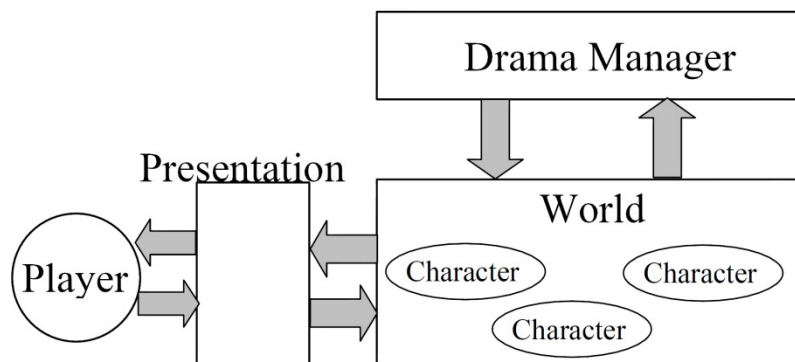 Drama Manager
Presentation
World
Player
Character
Character
Character